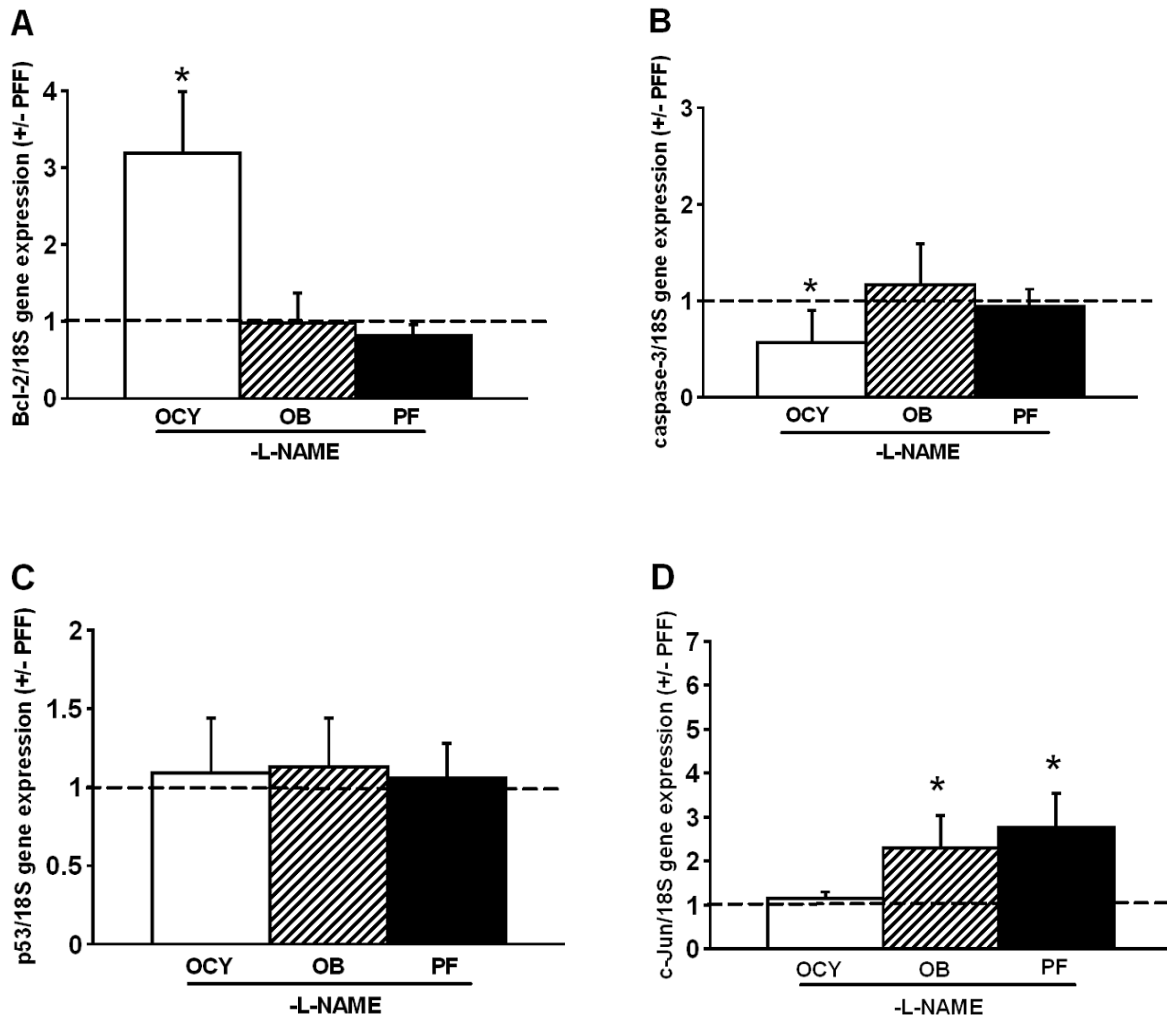 A
Bcl-2/18S gene expression (+/- PFF)
4
3
2
1
0
*
OCY OB PF
-L-NAME
B
caspase-3/18S gene expression (+/- PFF)
3
2
1
0
*
OCY OB PF
-L-NAME
C
p53/18S gene expression (+/- PFF)
2
1.5
1
0.5
0
OCY OB PF
-L-NAME
D
c-Jun/18S gene expression (+/- PFF)
7
6
5
4
3
2
1
0
* *
OCY OB PF
-L-NAME